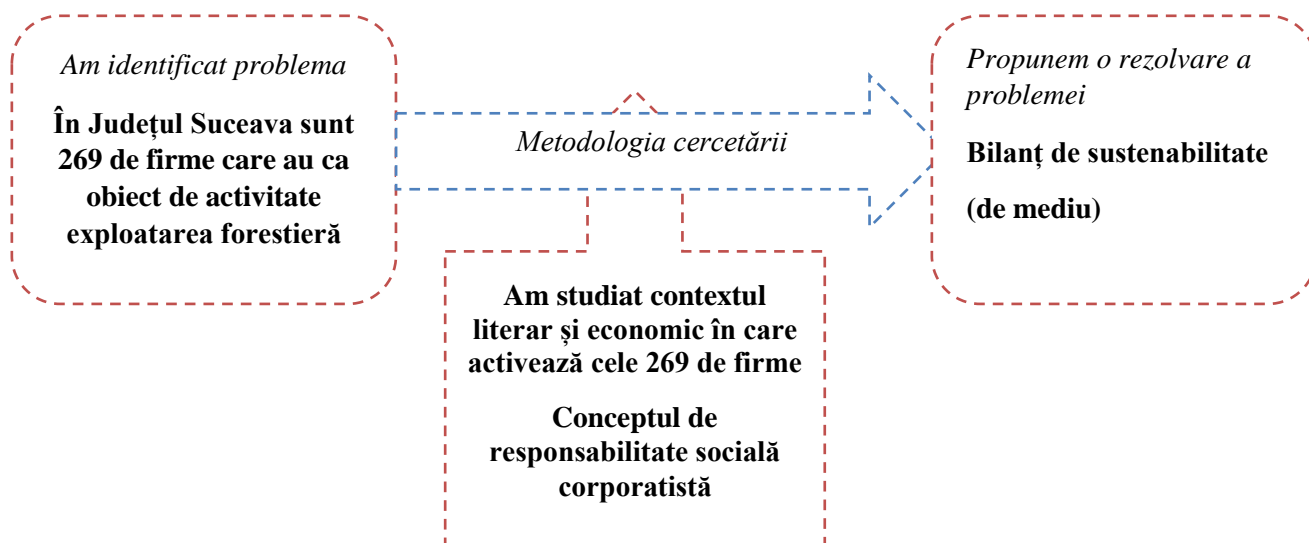 Am identificat problema
În Județul Suceava sunt
269 de firme care au ca
obiect de activitate
exploatarea forestieră
Metodologia cercetării
Am studiat contextul
literar și economic în care
activează cele 269 de firme
Conceptul de
responsabilitate socială
corporatistă
Propunem o rezolvare a
problemei
Bilanț de sustenabilitate
(de mediu)